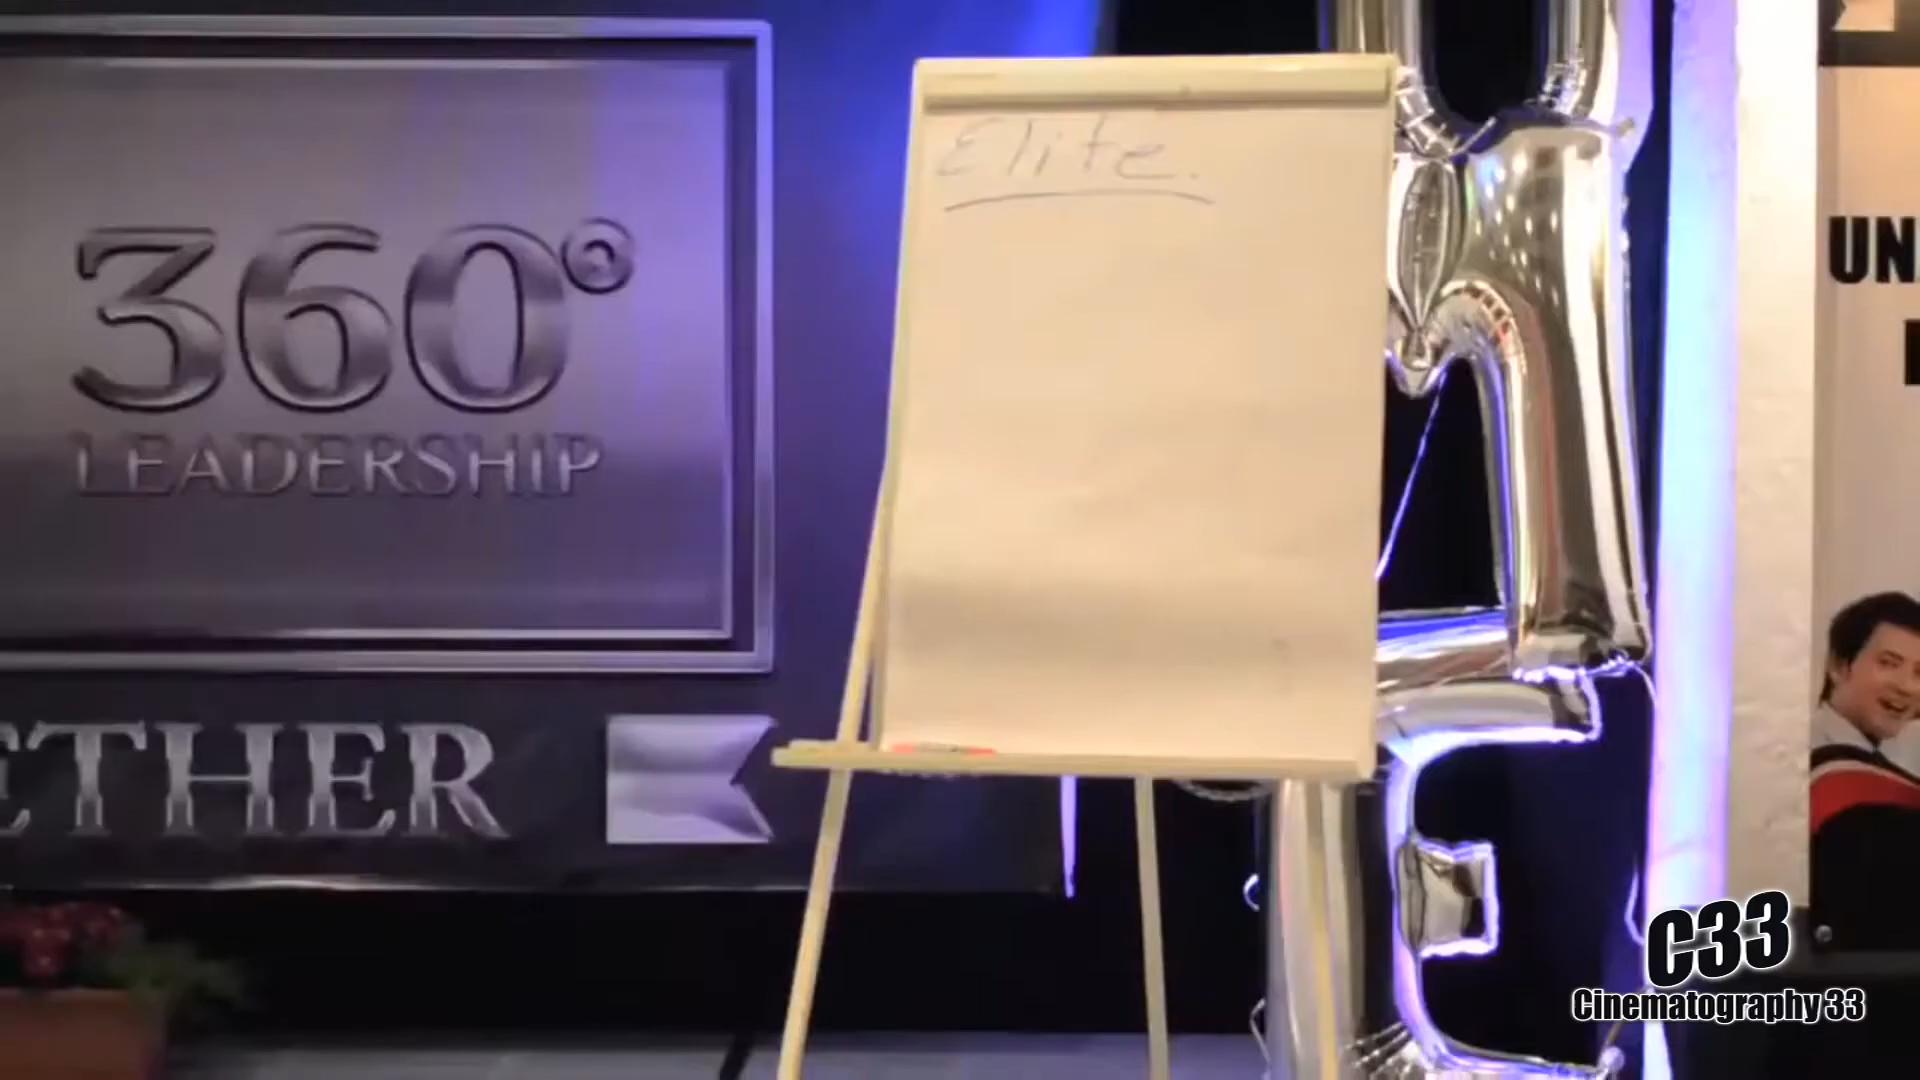 Elite.
360°
LEADERSHIP
ETHER
UN
C33
Cinematography 33